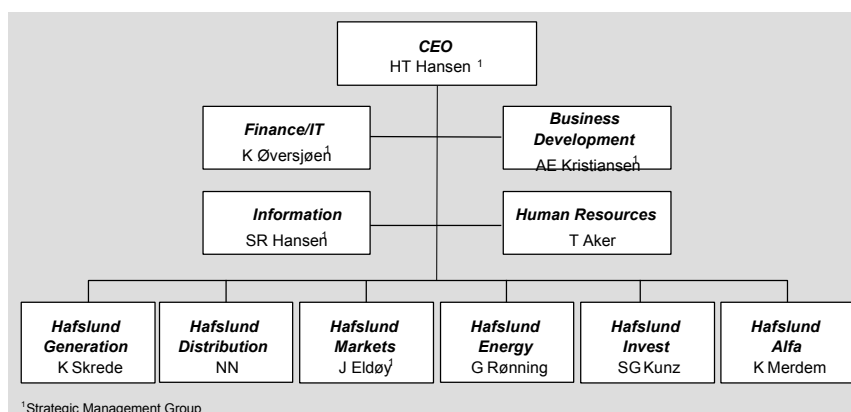 CEO
HT Hansen 1
Finance/IT
K Øversjøen1
Business
Development
AE Kristiansen1
Information
SR Hansen1
Human Resources
T Aker
Hafslund
Generation
K Skrede
Hafslund
Distribution
NN
Hafslund
Markets
J Eldøy1
Hafslund
Energy
G Rønning
Hafslund
Invest
SG Kunz
Hafslund
Alfa
K Merdem
1Strategic Management Group